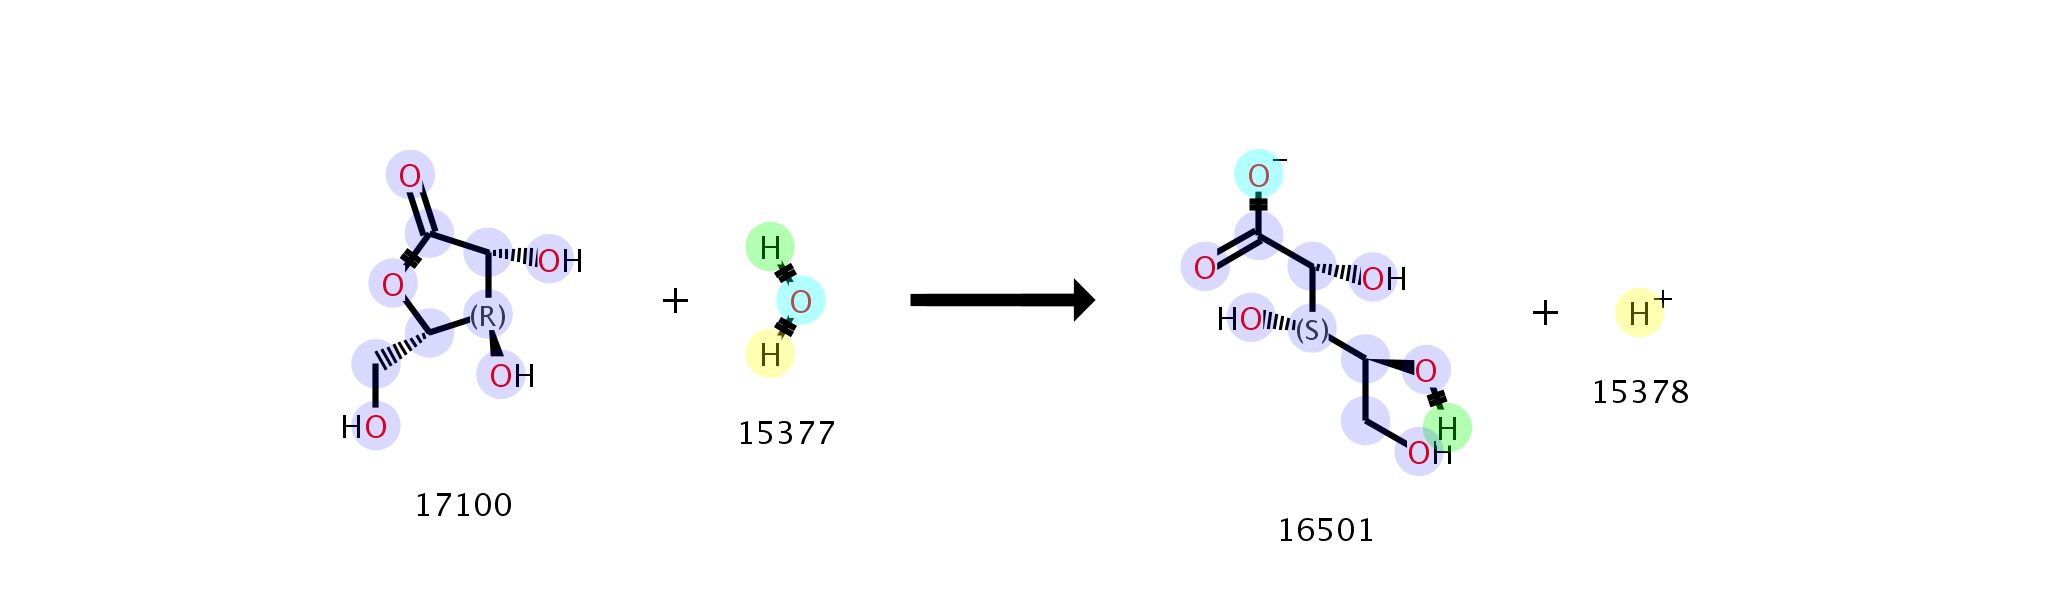 O
OH
O
(R)
OH
HO
17100
+
H
O
H
15377
O−
O
OH
HO
(S)
O
H
OH
16501
+
H+
15378